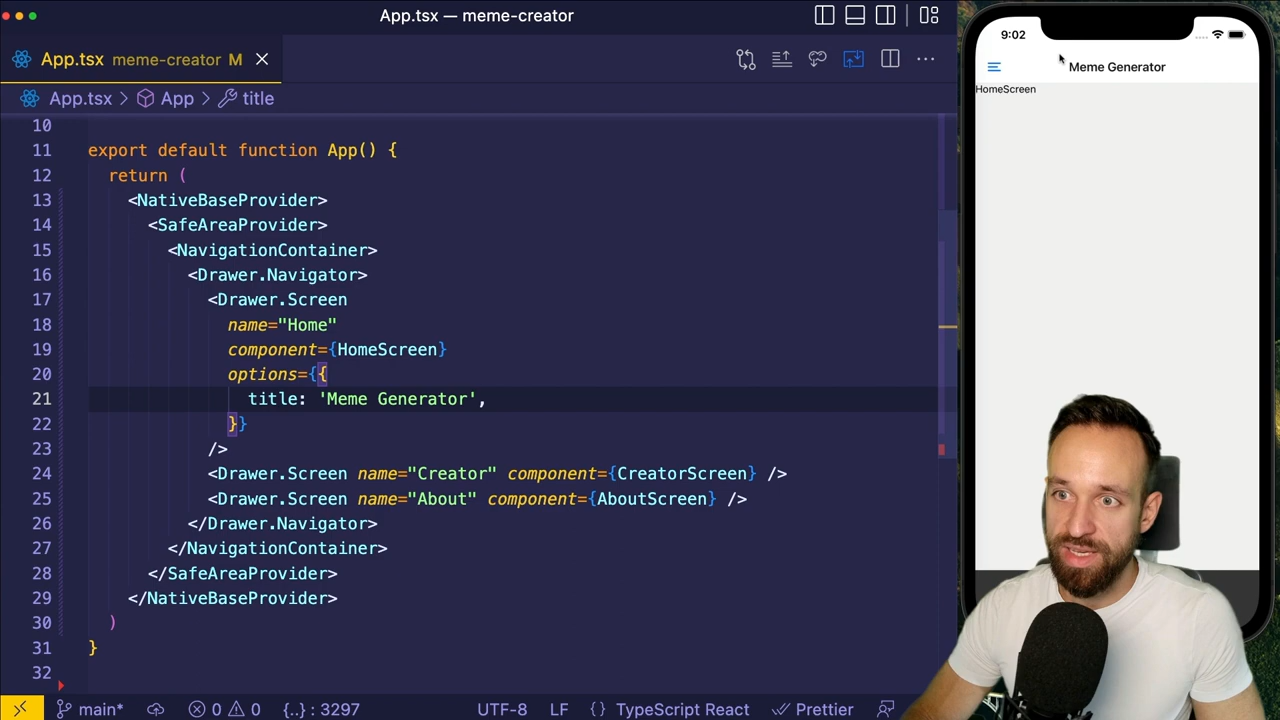 App.tsx — meme-creator
App.tsx meme-creator M
App.tsx > App > title
10
11 export default function App() {
12 return (
13 <NativeBaseProvider>
14 <SafeAreaProvider>
15 <NavigationContainer>
16 <Drawer.Navigator>
17 <Drawer.Screen
18 name="Home"
19 component={HomeScreen}
20 options={{
21 title: 'Meme Generator',
22 }}
23 />
24 <Drawer.Screen name="Creator" component={CreatorScreen} />
25 <Drawer.Screen name="About" component={AboutScreen} />
26 </Drawer.Navigator>
27 </NavigationContainer>
28 </SafeAreaProvider>
29 </NativeBaseProvider>
30 )
31 }
32
main* 0 0 {..} : 3297 UTF-8 LF {} TypeScript React Prettier
9:02
Meme Generator
HomeScreen